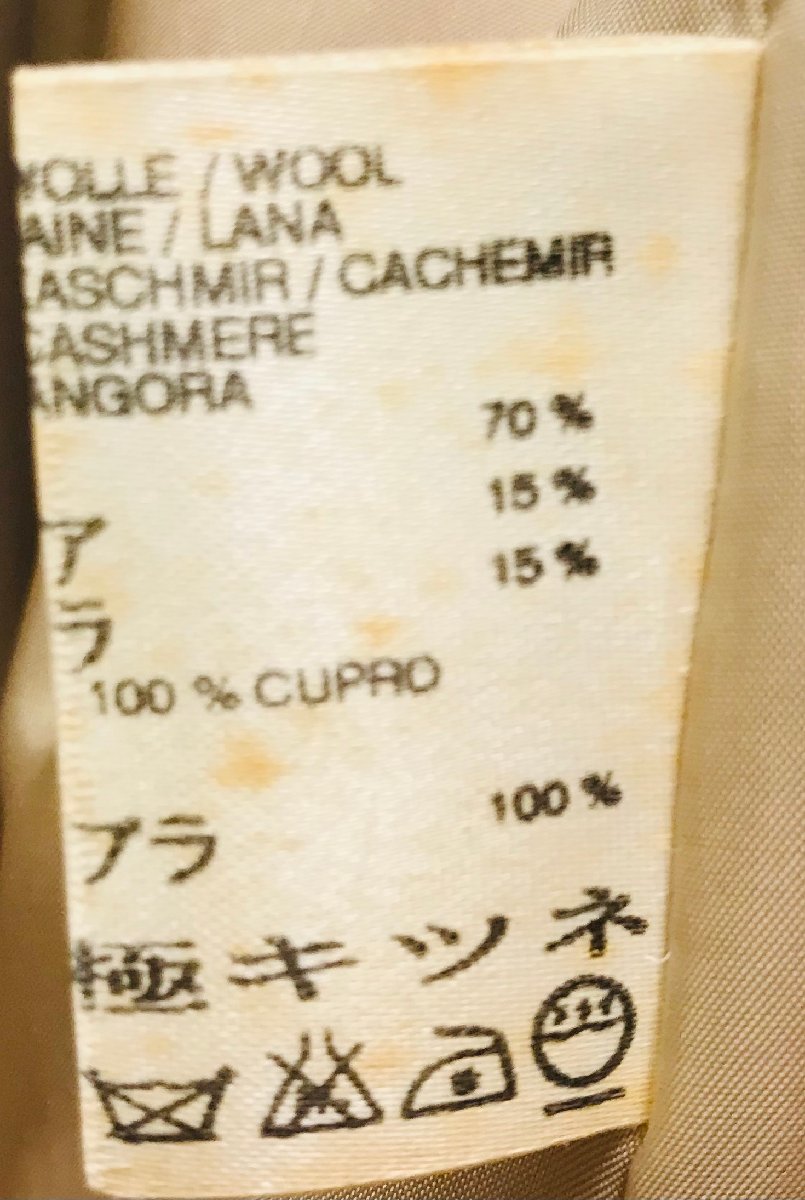 WOLLE / WOOL
LAINE / LANA
KASCHMIR / CACHEMIR
CASHMERE
ANGORA
70 %
ア 15 %
ラ 15 %
100 % CUPRO
100 %
アラ
極キツネ